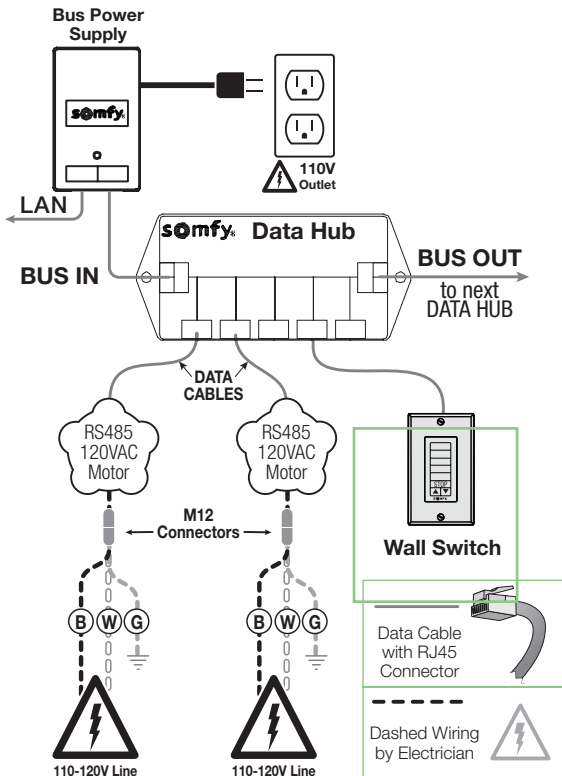 Bus Power
Supply
somfy®
110V
Outlet
LAN
somfy® Data Hub
BUS IN
BUS OUT
to next
DATA HUB
DATA
CABLES
RS485
120VAC
Motor
RS485
120VAC
Motor
STOP
SOMFY
M12
Connectors
Wall Switch
B W G
B W G
Data Cable
with RJ45
Connector
Dashed Wiring
by Electrician
110-120V Line
110-120V Line